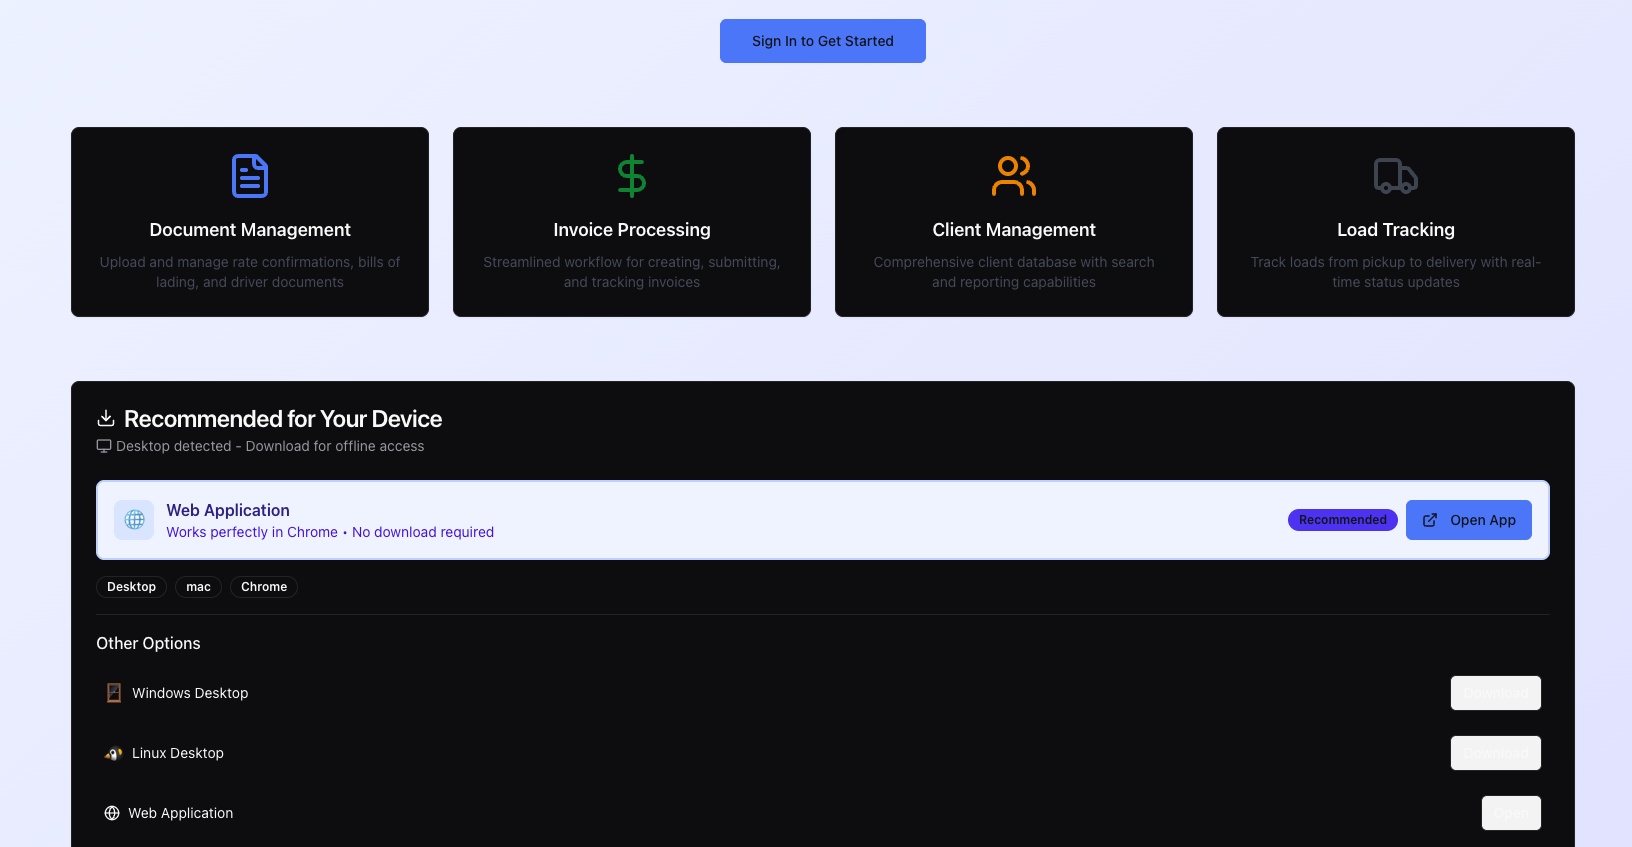 Sign In to Get Started
Document Management
Upload and manage rate confirmations, bills of
lading, and driver documents
Invoice Processing
Streamlined workflow for creating, submitting,
and tracking invoices
Client Management
Comprehensive client database with search
and reporting capabilities
Load Tracking
Track loads from pickup to delivery with real-
time status updates
Recommended for Your Device
Desktop detected - Download for offline access
Web Application
Works perfectly in Chrome • No download required
Recommended
Open App
Desktop
mac
Chrome
Other Options
Windows Desktop
Download
Linux Desktop
Download
Web Application
Open